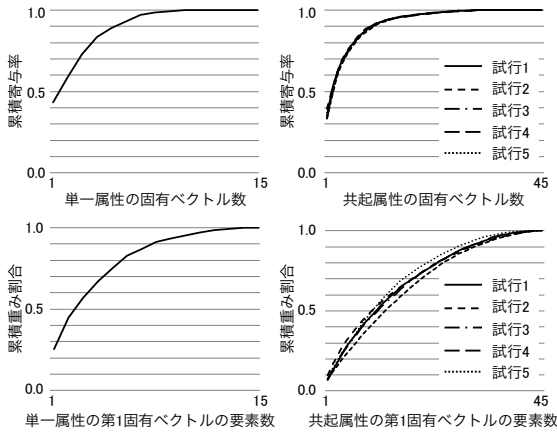 1.0
0.5
0.0
累積寄与率
1
15
単一属性の固有ベクトル数
1.0
0.5
0.0
累積寄与率
試行1
試行2
試行3
試行4
試行5
1
45
共起属性の固有ベクトル数
1.0
0.5
0.0
累積重み割合
1
15
単一属性の第1固有ベクトルの要素数
1.0
0.5
0.0
累積重み割合
試行1
試行2
試行3
試行4
試行5
1
45
共起属性の第1固有ベクトルの要素数